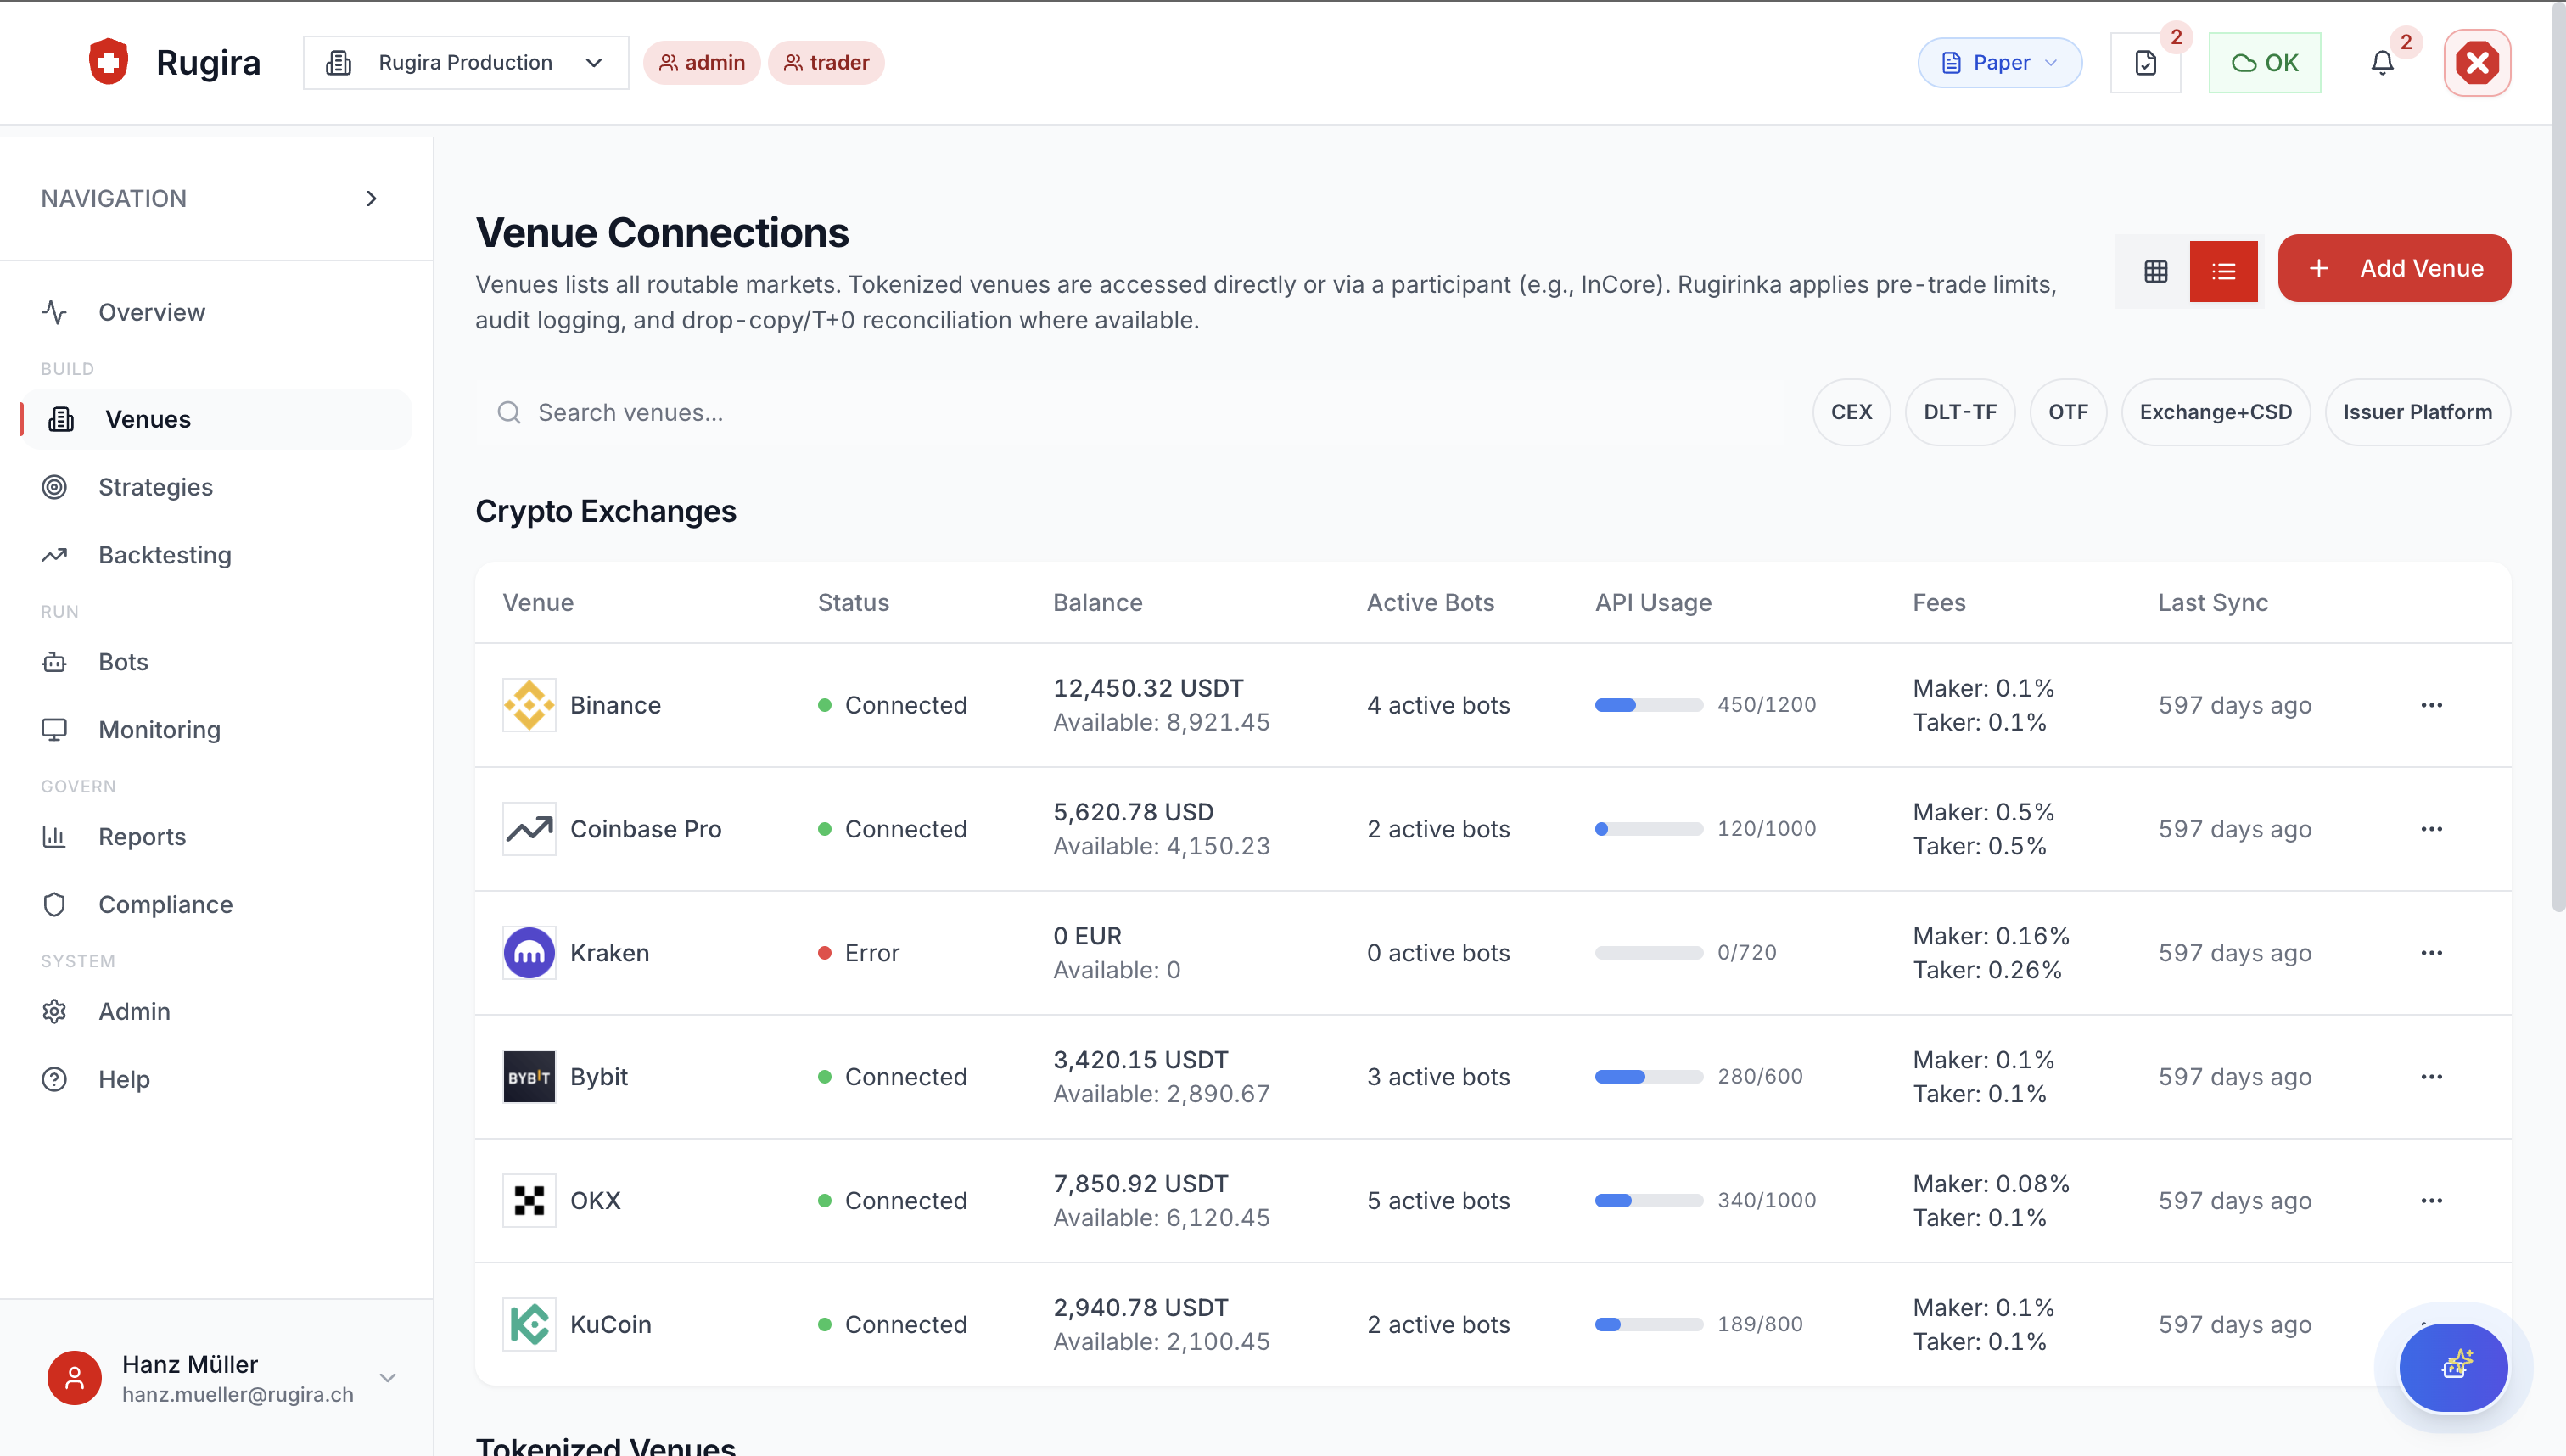 Rugira
Rugira Production
admin
trader
Paper
2
OK
2
NAVIGATION
Overview
BUILD
Venues
Strategies
Backtesting
RUN
Bots
Monitoring
GOVERN
Reports
Compliance
SYSTEM
Admin
Help
Hanz Müller
hanz.mueller@rugira.ch
Venue Connections
Venues lists all routable markets. Tokenized venues are accessed directly or via a participant (e.g., InCore). Rugirinka applies pre-trade limits,
audit logging, and drop-copy/T+0 reconciliation where available.
Add Venue
Search venues...
CEX
DLT-TF
OTF
Exchange+CSD
Issuer Platform
Crypto Exchanges
Venue Status Balance Active Bots API Usage Fees Last Sync
Binance Connected 12,450.32 USDT 4 active bots 450/1200 Maker: 0.1% 597 days ago
Available: 8,921.45 Taker: 0.1%
Coinbase Pro Connected 5,620.78 USD 2 active bots 120/1000 Maker: 0.5% 597 days ago
Available: 4,150.23 Taker: 0.5%
Kraken Error 0 EUR 0 active bots 0/720 Maker: 0.16% 597 days ago
Available: 0 Taker: 0.26%
BYBIT Bybit Connected 3,420.15 USDT 3 active bots 280/600 Maker: 0.1% 597 days ago
Available: 2,890.67 Taker: 0.1%
OKX Connected 7,850.92 USDT 5 active bots 340/1000 Maker: 0.08% 597 days ago
Available: 6,120.45 Taker: 0.1%
KuCoin Connected 2,940.78 USDT 2 active bots 189/800 Maker: 0.1% 597 days ago
Available: 2,100.45 Taker: 0.1%
Tokenized Venues